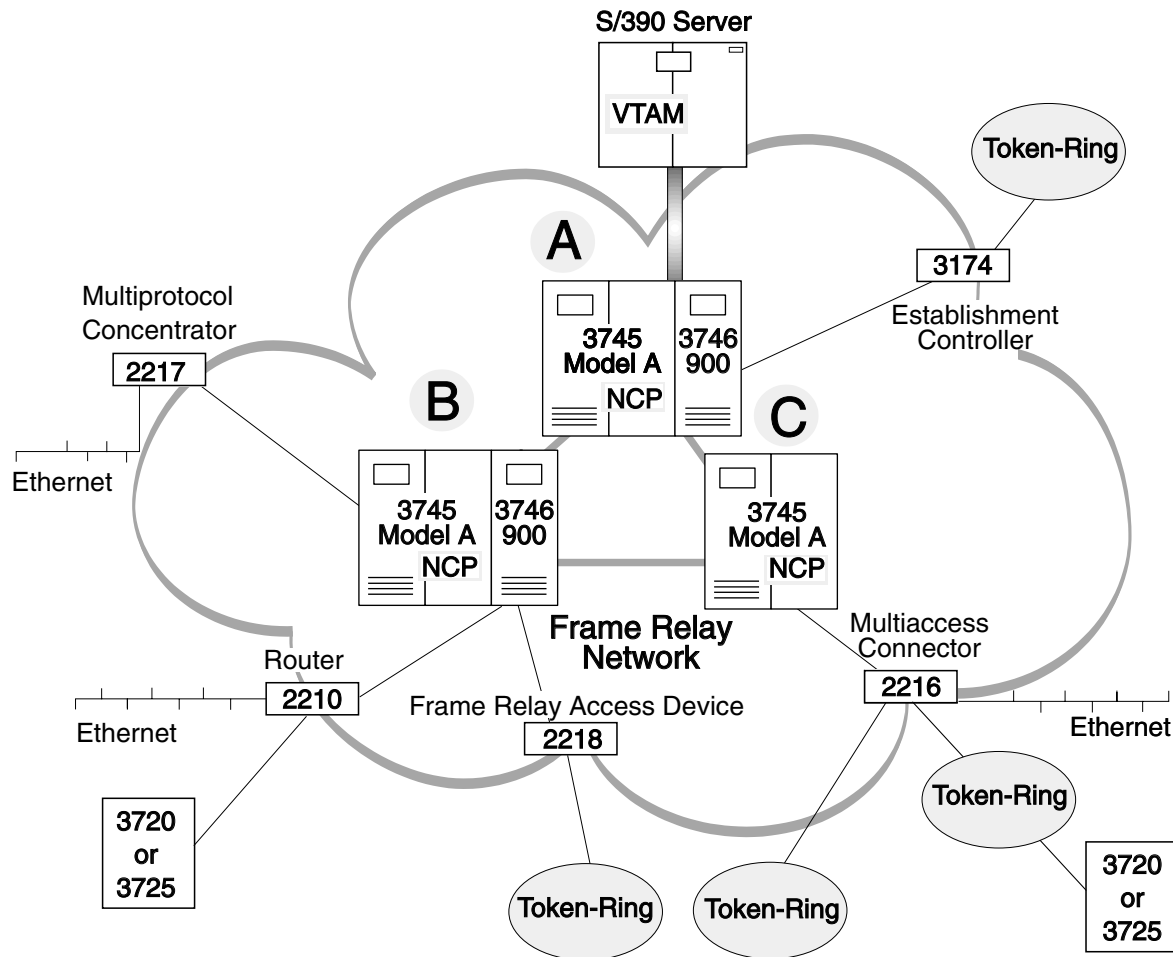 S/390 Server
VTAM
Token-Ring
A
3174
Establishment
Controller
Multiprotocol
Concentrator
2217
Ethernet
3745
Model A
NCP
3746
900
B
3745
Model A
NCP
3746
900
C
3745
Model A
NCP
Frame Relay
Network
Router
2210
Ethernet
Frame Relay Access Device
2218
Multiaccess
Connector
2216
Ethernet
3720
or
3725
Token-Ring
Token-Ring
Token-Ring
3720
or
3725